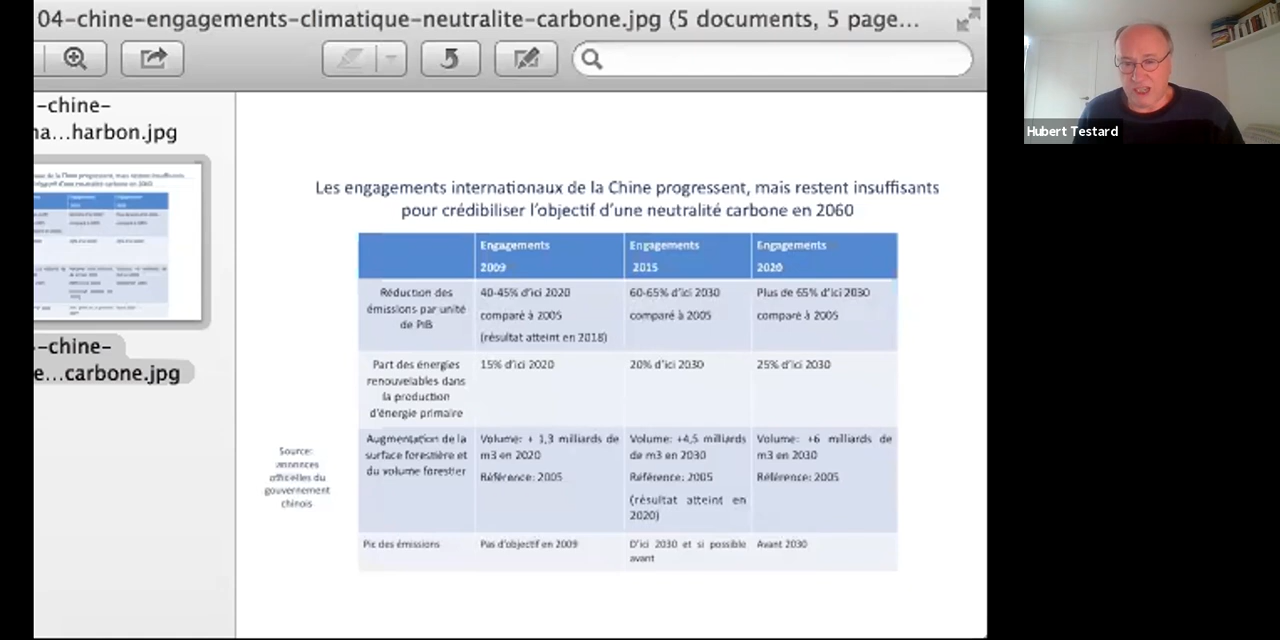 04-chine-engagements-climatique-neutralite-carbone.jpg (5 documents, 5 page...
-chine-
na...harbon.jpg
-chine-
e...carbone.jpg
Hubert Testard
Les engagements internationaux de la Chine progressent, mais restent insuffisants
pour crédibiliser l'objectif d'une neutralité carbone en 2060
Engagements
2009
Engagements
2015
Engagements
2020
Réduction des
émissions par unité
de PIB
40-45% d'ici 2020
comparé à 2005
(résultat atteint en 2018)
60-65% d'ici 2030
comparé à 2005
Plus de 65% d'ici 2030
comparé à 2005
Part des énergies
renouvelables dans
la production
d'énergie primaire
15% d'ici 2020
20% d'ici 2030
25% d'ici 2030
Augmentation de la
surface forestière et
du volume forestier
Volume: + 1,3 milliards de
m3 en 2020
Référence: 2005
Volume: +4,5 milliards
de m3 en 2030
Référence: 2005
(résultat atteint en
2020)
Volume: +6 milliards de
m3 en 2030
Référence: 2005
Pic des émissions
Pas d'objectif en 2009
D'ici 2030 et si possible
avant
Avant 2030
Source:
annonces
officielles du
gouvernement
chinois